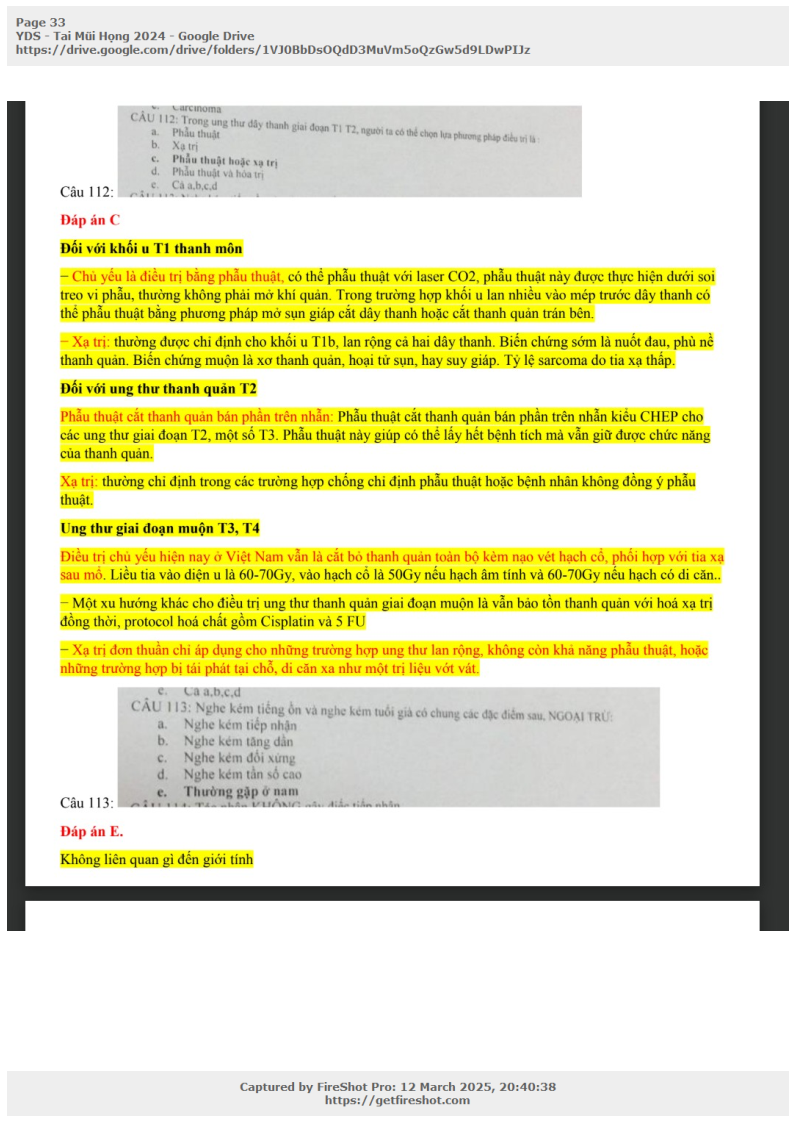 Page 33
YDS - Tai Mũi Họng 2024 - Google Drive
https://drive.google.com/drive/folders/1VJ0BbDsOQdD3MuVm5oQzGw5d9LDwPIJz
Carcinoma
CÂU 112: Trong ung thư dây thanh giai đoạn T1 T2, người ta có thể chọn lựa phương pháp điều trị là :
a. Phẫu thuật
b. Xạ trị
c. Phẫu thuật hoặc xạ trị
d. Phẫu thuật và hóa trị
e. Cả a,b,c,d
Câu 112:
Đáp án C
Đối với khối u T1 thanh môn
− Chủ yếu là điều trị bằng phẫu thuật, có thể phẫu thuật với laser CO2, phẫu thuật này được thực hiện dưới soi
treo vi phẫu, thường không phải mở khí quản. Trong trường hợp khối u lan nhiều vào mép trước dây thanh có
thể phẫu thuật bằng phương pháp mở sụn giáp cắt dây thanh hoặc cắt thanh quản trán bên.
− Xạ trị: thường được chỉ định cho khối u T1b, lan rộng cả hai dây thanh. Biến chứng sớm là nuốt đau, phù nề
thanh quản. Biến chứng muộn là xơ thanh quản, hoại tử sụn, hay suy giáp. Tỷ lệ sarcoma do tia xạ thấp.
Đối với ung thư thanh quản T2
Phẫu thuật cắt thanh quản bán phần trên nhẫn: Phẫu thuật cắt thanh quản bán phần trên nhẫn kiểu CHEP cho
các ung thư giai đoạn T2, một số T3. Phẫu thuật này giúp có thể lấy hết bệnh tích mà vẫn giữ được chức năng
của thanh quản.
Xạ trị: thường chỉ định trong các trường hợp chống chỉ định phẫu thuật hoặc bệnh nhân không đồng ý phẫu
thuật.
Ung thư giai đoạn muộn T3, T4
Điều trị chủ yếu hiện nay ở Việt Nam vẫn là cắt bỏ thanh quản toàn bộ kèm nạo vét hạch cổ, phối hợp với tia xạ
sau mổ. Liều tia vào diện u là 60-70Gy, vào hạch cổ là 50Gy nếu hạch âm tính và 60-70Gy nếu hạch có di căn..
− Một xu hướng khác cho điều trị ung thư thanh quản giai đoạn muộn là vẫn bảo tồn thanh quản với hoá xạ trị
đồng thời, protocol hoá chất gồm Cisplatin và 5 FU
− Xạ trị đơn thuần chỉ áp dụng cho những trường hợp ung thư lan rộng, không còn khả năng phẫu thuật, hoặc
những trường hợp bị tái phát tại chỗ, di căn xa như một trị liệu vớt vát.
e. Cả a,b,c,d
CÂU 113: Nghe kém tiếng ồn và nghe kém tuổi già có chung các đặc điểm sau, NGOẠI TRỪ:
a. Nghe kém tiếp nhận
b. Nghe kém tăng dần
c. Nghe kém đối xứng
d. Nghe kém tần số cao
e. Thường gặp ở nam
Câu 113:
Đáp án E.
Không liên quan gì đến giới tính
Captured by FireShot Pro: 12 March 2025, 20:40:38
https://getfireshot.com